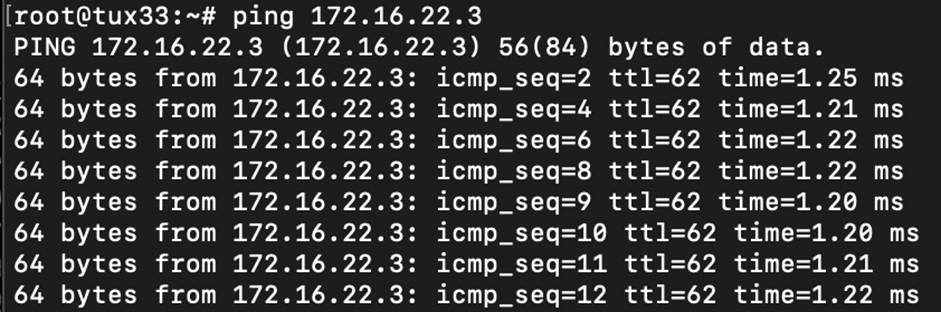 [root@tux33:~# ping 172.16.22.3
PING 172.16.22.3 (172.16.22.3) 56(84) bytes of data.
64 bytes from 172.16.22.3: icmp_seq=2 ttl=62 time=1.25 ms
64 bytes from 172.16.22.3: icmp_seq=4 ttl=62 time=1.21 ms
64 bytes from 172.16.22.3: icmp_seq=6 ttl=62 time=1.22 ms
64 bytes from 172.16.22.3: icmp_seq=8 ttl=62 time=1.22 ms
64 bytes from 172.16.22.3: icmp_seq=9 ttl=62 time=1.20 ms
64 bytes from 172.16.22.3: icmp_seq=10 ttl=62 time=1.20 ms
64 bytes from 172.16.22.3: icmp_seq=11 ttl=62 time=1.21 ms
64 bytes from 172.16.22.3: icmp_seq=12 ttl=62 time=1.22 ms